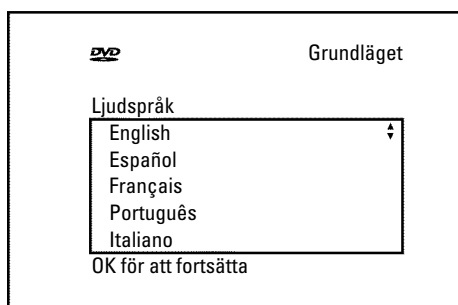 DVD
Grundläget
Ljudspråk
English
Español
Français
Português
Italiano
OK för att fortsätta